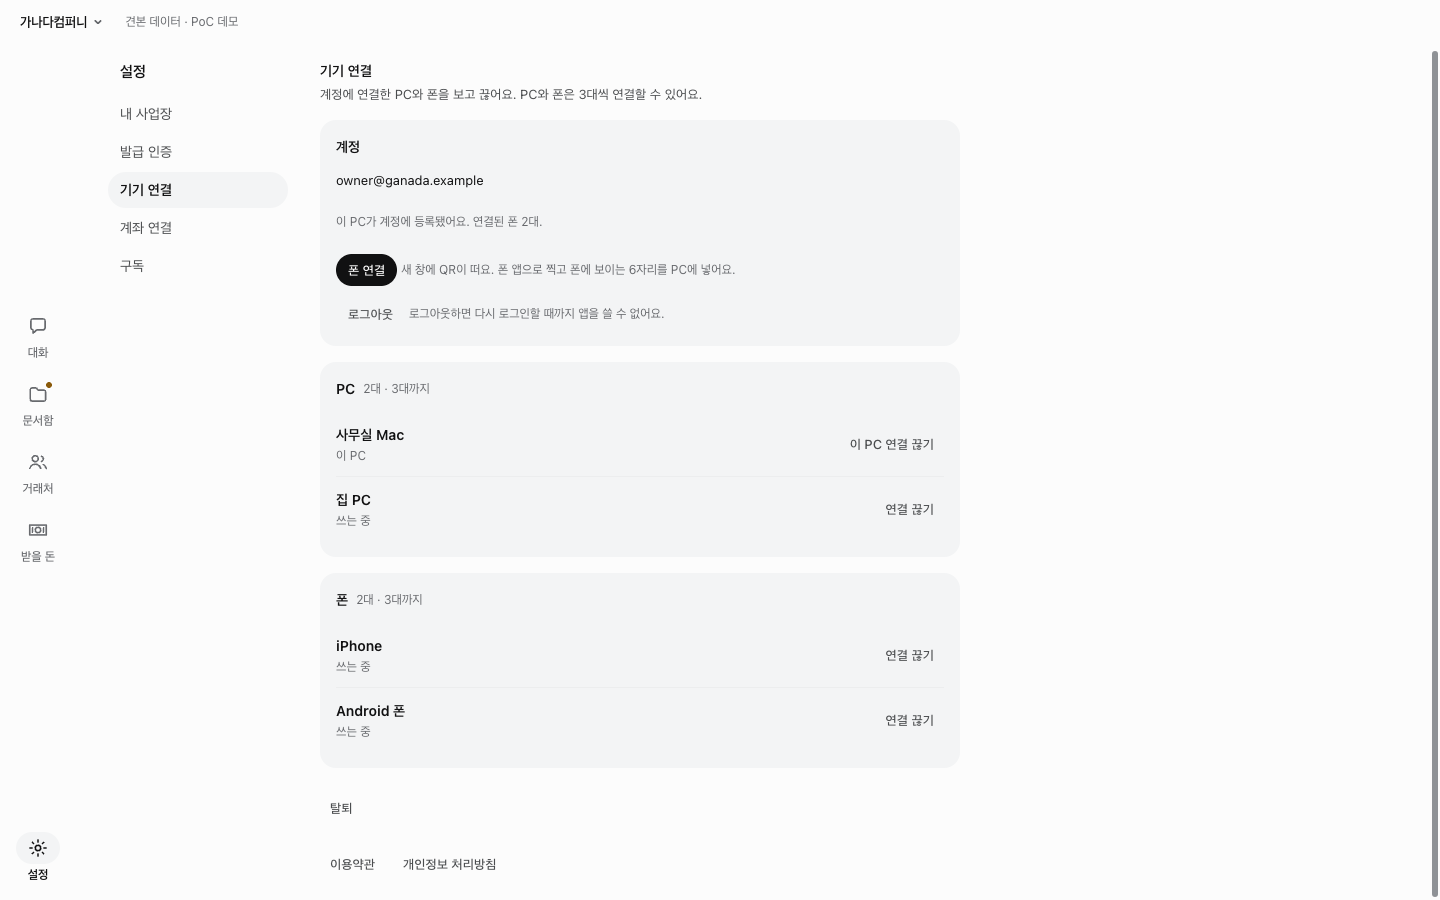 가나다컴퍼니
견본 데이터 · PoC 데모
설정
내 사업장
발급 인증
기기 연결
계좌 연결
구독
대화
문서함
거래처
받을 돈
설정
기기 연결
계정에 연결한 PC와 폰을 보고 끊어요. PC와 폰은 3대씩 연결할 수 있어요.
계정
owner@ganada.example
이 PC가 계정에 등록됐어요. 연결된 폰 2대.
폰 연결 새 창에 QR이 떠요. 폰 앱으로 찍고 폰에 보이는 6자리를 PC에 넣어요.
로그아웃 로그아웃하면 다시 로그인할 때까지 앱을 쓸 수 없어요.
PC 2대 · 3대까지
사무실 Mac
이 PC
이 PC 연결 끊기
집 PC
쓰는 중
연결 끊기
폰 2대 · 3대까지
iPhone
쓰는 중
연결 끊기
Android 폰
쓰는 중
연결 끊기
탈퇴
이용약관 개인정보 처리방침